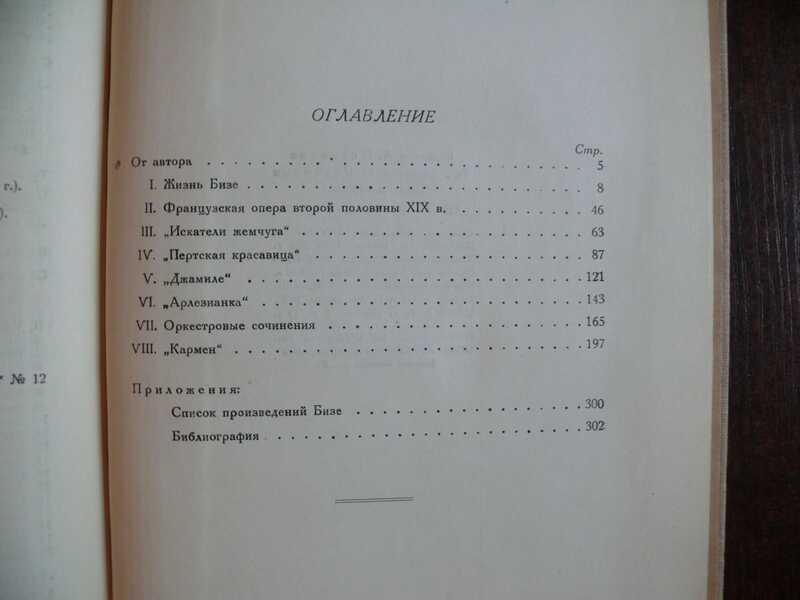 ОГЛАВЛЕНИЕ
Стр.
От автора . . . . . . . . . . . . . . . . . . . . . . . . . 5
I. Жизнь Бизе . . . . . . . . . . . . . . . . . . . . . . . 8
II. Французская опера второй половины XIX в. . . . . . . . . . 46
III. „Искатели жемчуга“ . . . . . . . . . . . . . . . . . . . 63
IV. „Пертская красавица“ . . . . . . . . . . . . . . . . . . 87
V. „Джамиле“ . . . . . . . . . . . . . . . . . . . . . . . 121
VI. „Арлезианка“ . . . . . . . . . . . . . . . . . . . . . . 143
VII. Оркестровые сочинения . . . . . . . . . . . . . . . . . 165
VIII. „Кармен“ . . . . . . . . . . . . . . . . . . . . . . . 197
Приложения:
Список произведений Бизе . . . . . . . . . . . . . . . . 300
Библиография . . . . . . . . . . . . . . . . . . . . . . 302
г.).
).
№ 12